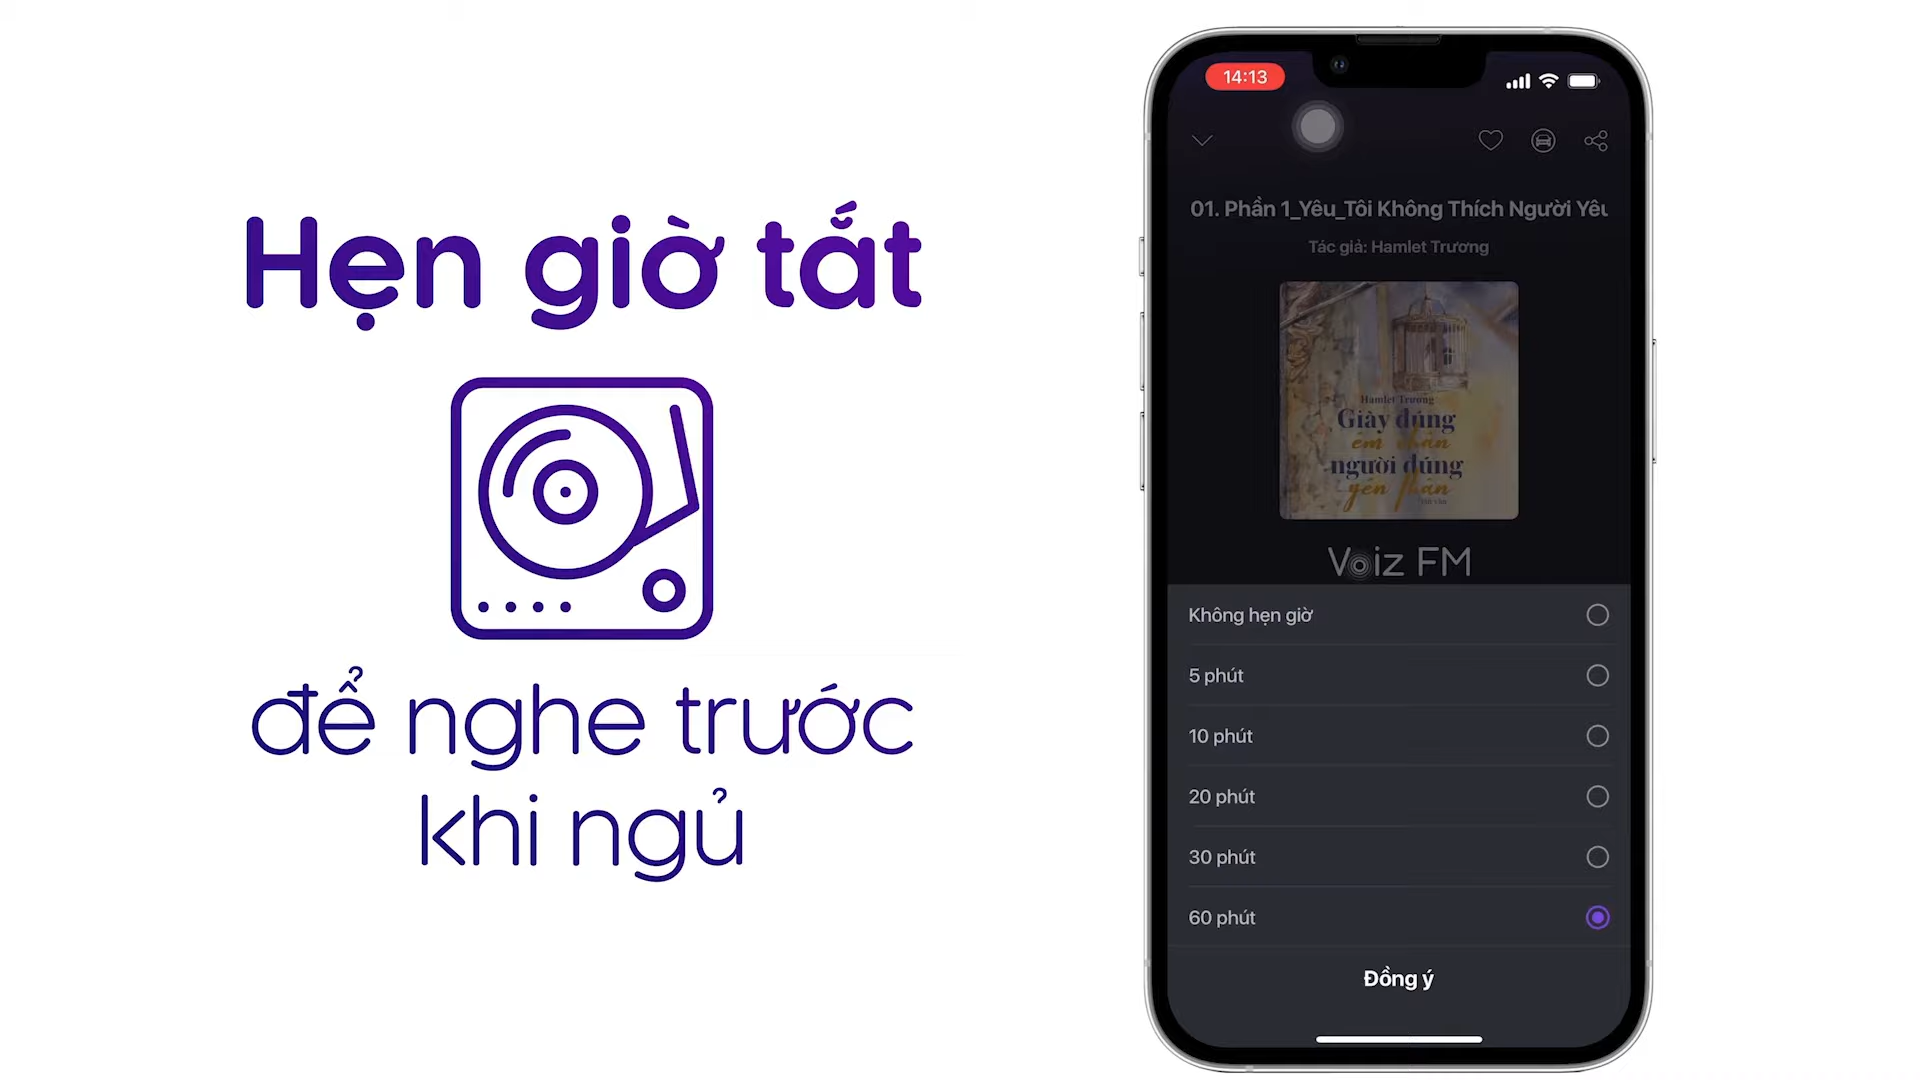 Hẹn giờ tắt
để nghe trước
khi ngủ
14:13
01. Phần 1_Yêu_Tôi Không Thích Người Yêu
Tác giả: Hamlet Trương
Hamlet Trương
Giày đúng
êm chân
người đúng
yên thân
Voiz FM
Không hẹn giờ
5 phút
10 phút
20 phút
30 phút
60 phút
Đồng ý